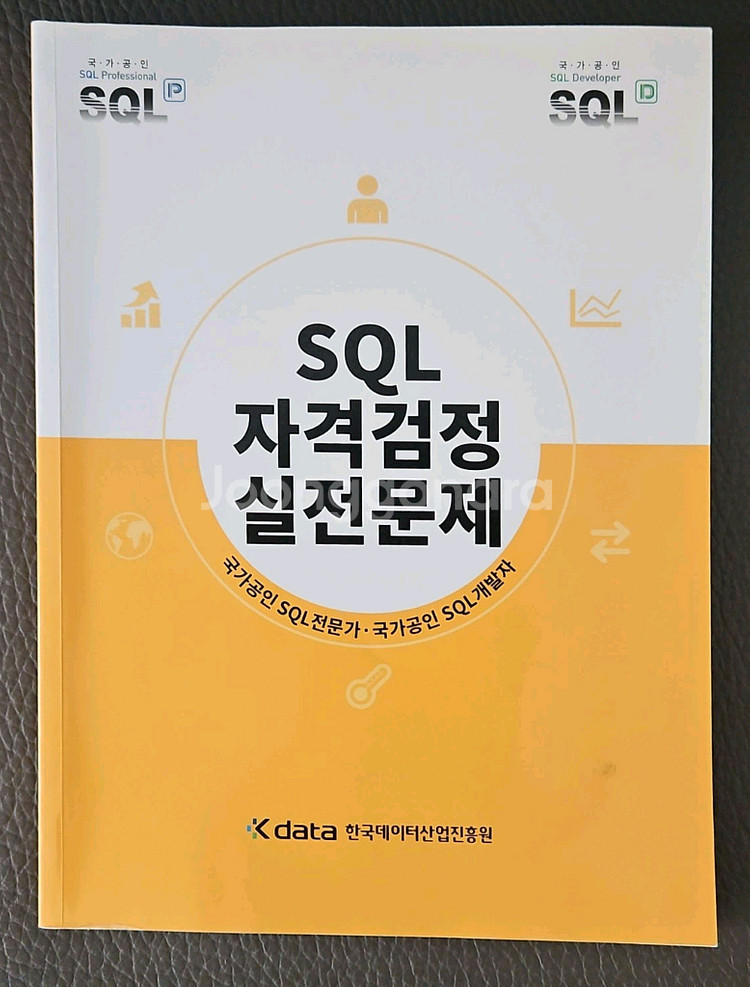 국·가·공·인
SQL Professional
SQL P
국·가·공·인
SQL Developer
SQL D
SQL
자격검정
실전문제
Joonggonara
국가공인 SQL전문가·국가공인 SQL개발자
Kdata 한국데이터산업진흥원